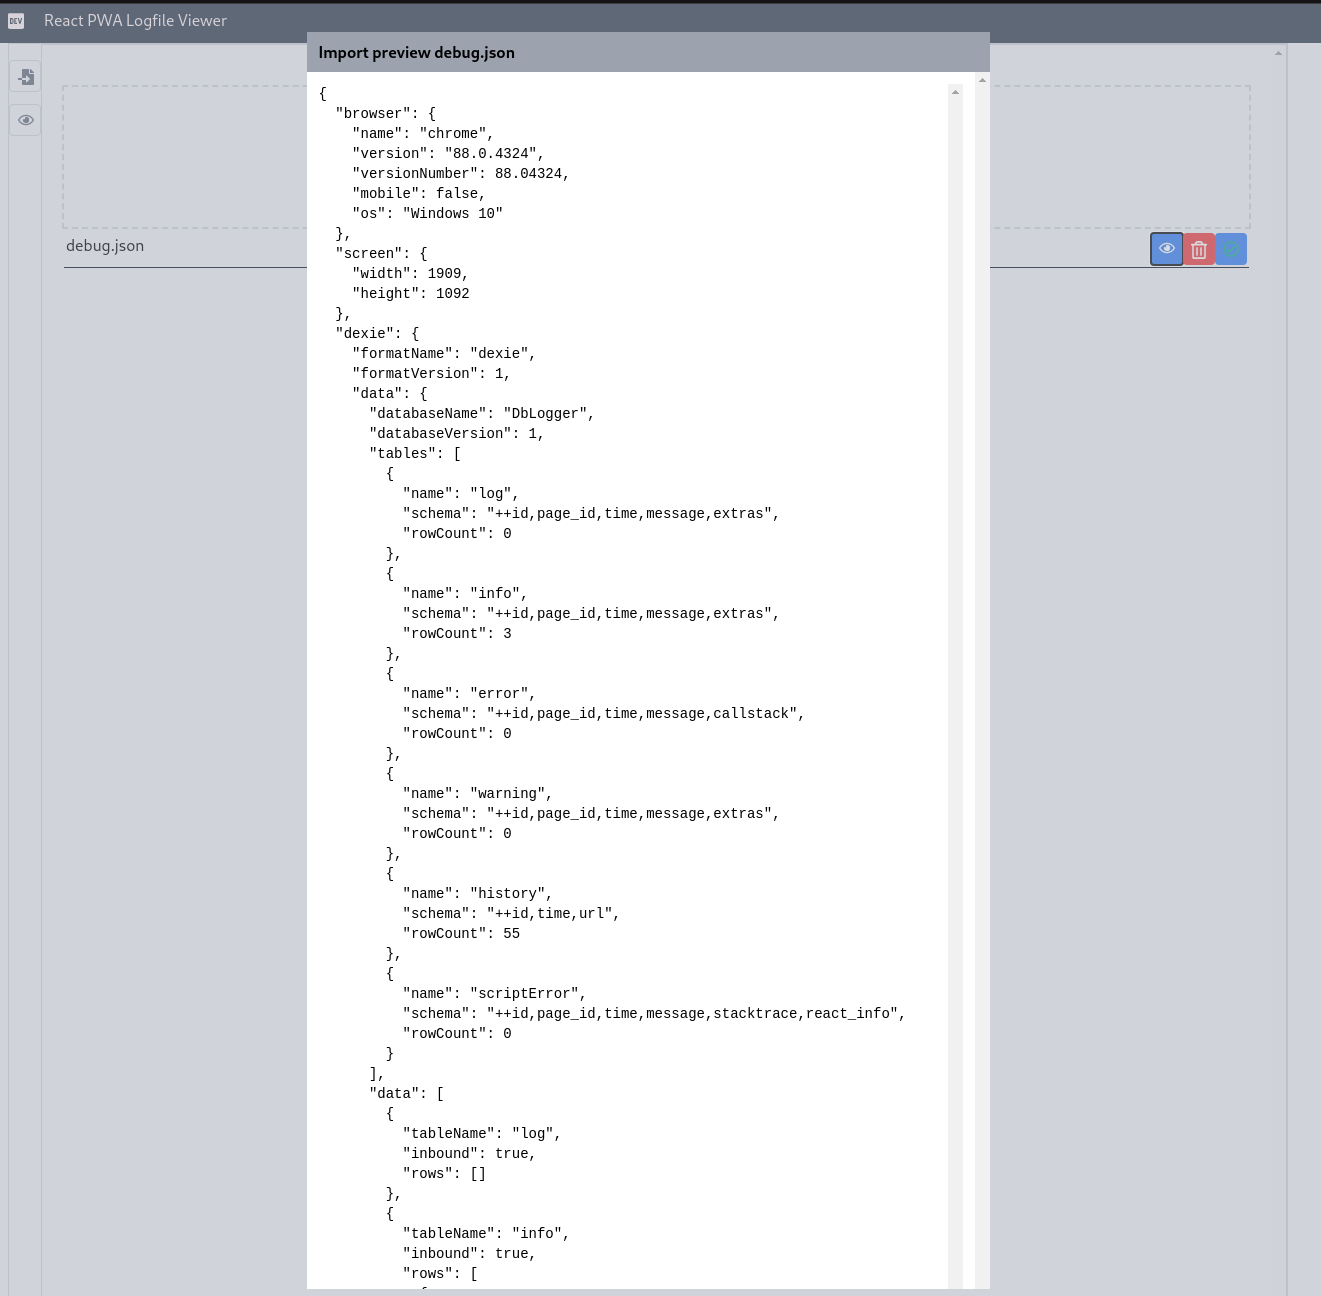 DEV
React PWA Logfile Viewer
Import preview debug.json
debug.json
{
  "browser": {
    "name": "chrome",
    "version": "88.0.4324",
    "versionNumber": 88.04324,
    "mobile": false,
    "os": "Windows 10"
  },
  "screen": {
    "width": 1909,
    "height": 1092
  },
  "dexie": {
    "formatName": "dexie",
    "formatVersion": 1,
    "data": {
      "databaseName": "DbLogger",
      "databaseVersion": 1,
      "tables": [
        {
          "name": "log",
          "schema": "++id,page_id,time,message,extras",
          "rowCount": 0
        },
        {
          "name": "info",
          "schema": "++id,page_id,time,message,extras",
          "rowCount": 3
        },
        {
          "name": "error",
          "schema": "++id,page_id,time,message,callstack",
          "rowCount": 0
        },
        {
          "name": "warning",
          "schema": "++id,page_id,time,message,extras",
          "rowCount": 0
        },
        {
          "name": "history",
          "schema": "++id,time,url",
          "rowCount": 55
        },
        {
          "name": "scriptError",
          "schema": "++id,page_id,time,message,stacktrace,react_info",
          "rowCount": 0
        }
      ],
      "data": [
        {
          "tableName": "log",
          "inbound": true,
          "rows": []
        },
        {
          "tableName": "info",
          "inbound": true,
          "rows": [
            {